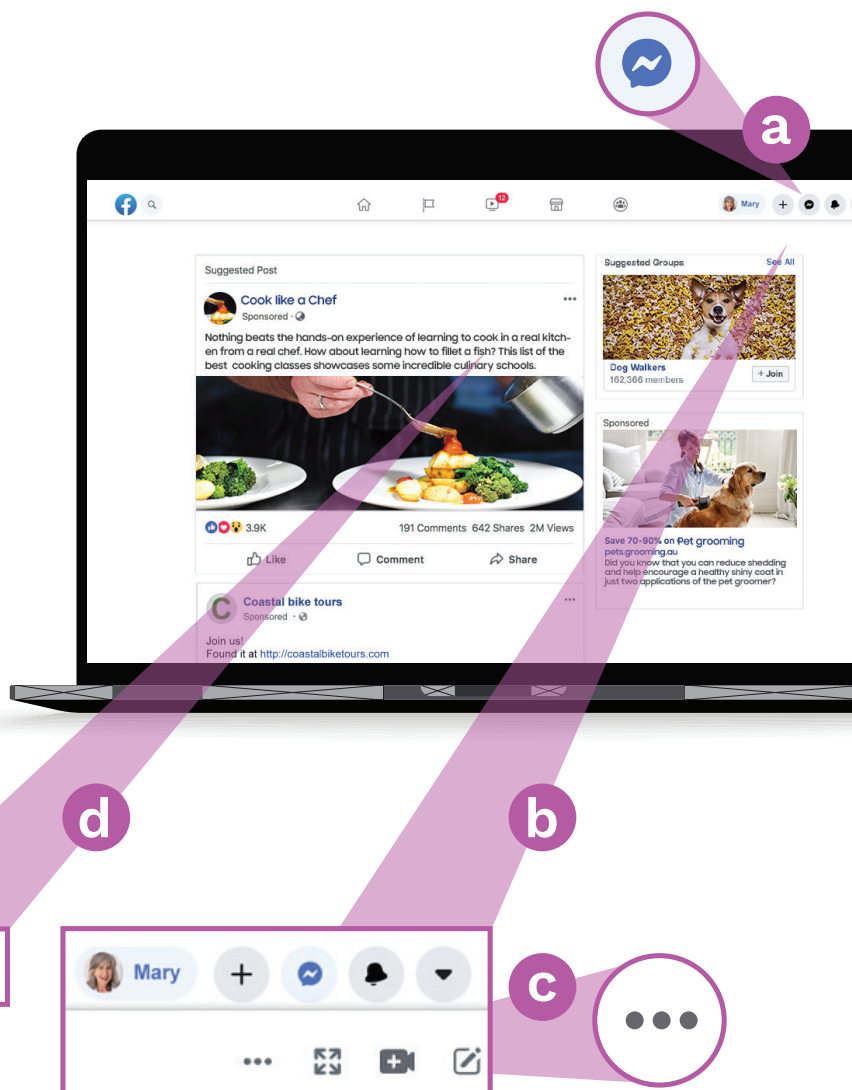 a
12
Mary
Suggested Post
Cook like a Chef
Sponsored ·
Nothing beats the hands-on experience of learning to cook in a real kitch-
en from a real chef. How about learning how to fillet a fish? This list of the
best cooking classes showcases some incredible culinary schools.
3.9K
191 Comments 642 Shares 2M Views
Like
Comment
Share
C
Coastal bike tours
Sponsored ·
Join us!
Found it at http://coastalbiketours.com
Suggested Groups
See All
Dog Walkers
162,366 members
+ Join
Sponsored
Save 70-90% on Pet grooming
pets.grooming.au
Did you know that you can reduce shedding
and help encourage a healthy shiny coat in
just two applications of the pet groomer?
d
b
Mary
c